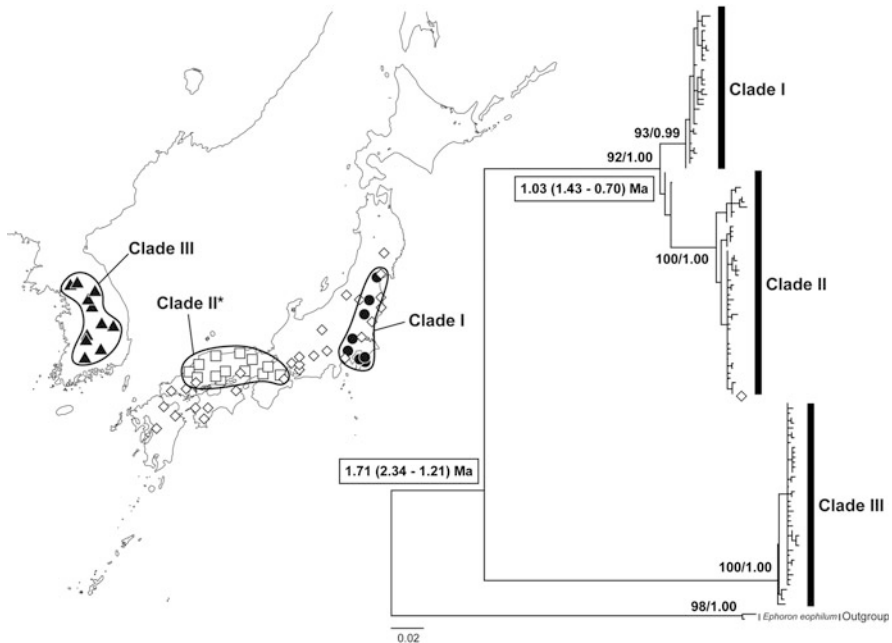 Clade I
93/0.99
92/1.00
1.03 (1.43 - 0.70) Ma
Clade III
100/1.00
Clade II
Clade II*
Clade I
1.71 (2.34 - 1.21) Ma
Clade III
100/1.00
98/1.00
Ephoron eophilum Outgroup
0.02